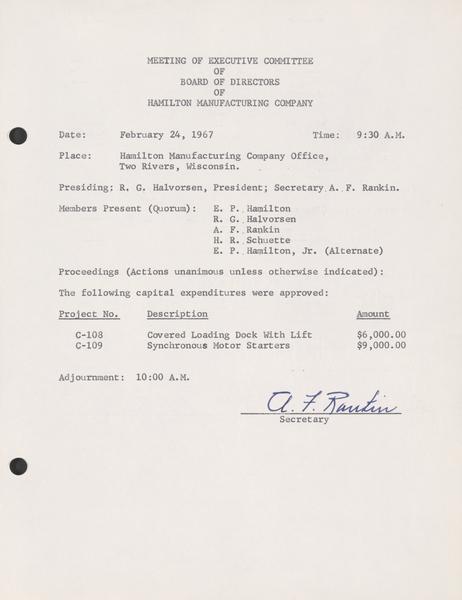 MEETING OF EXECUTIVE COMMITTEE
OF
BOARD OF DIRECTORS
OF
HAMILTON MANUFACTURING COMPANY
Date: February 24, 1967 Time: 9:30 A.M.
Place: Hamilton Manufacturing Company Office,
Two Rivers, Wisconsin.
Presiding: R. G. Halvorsen, President; Secretary A. F. Rankin.
Members Present (Quorum): E. P. Hamilton
R. G. Halvorsen
A. F. Rankin
H. R. Schuette
E. P. Hamilton, Jr. (Alternate)
Proceedings (Actions unanimous unless otherwise indicated):
The following capital expenditures were approved:
Project No. Description Amount
C-108 Covered Loading Dock With Lift $6,000.00
C-109 Synchronous Motor Starters $9,000.00
Adjournment: 10:00 A.M.
A. F. Rankin
Secretary